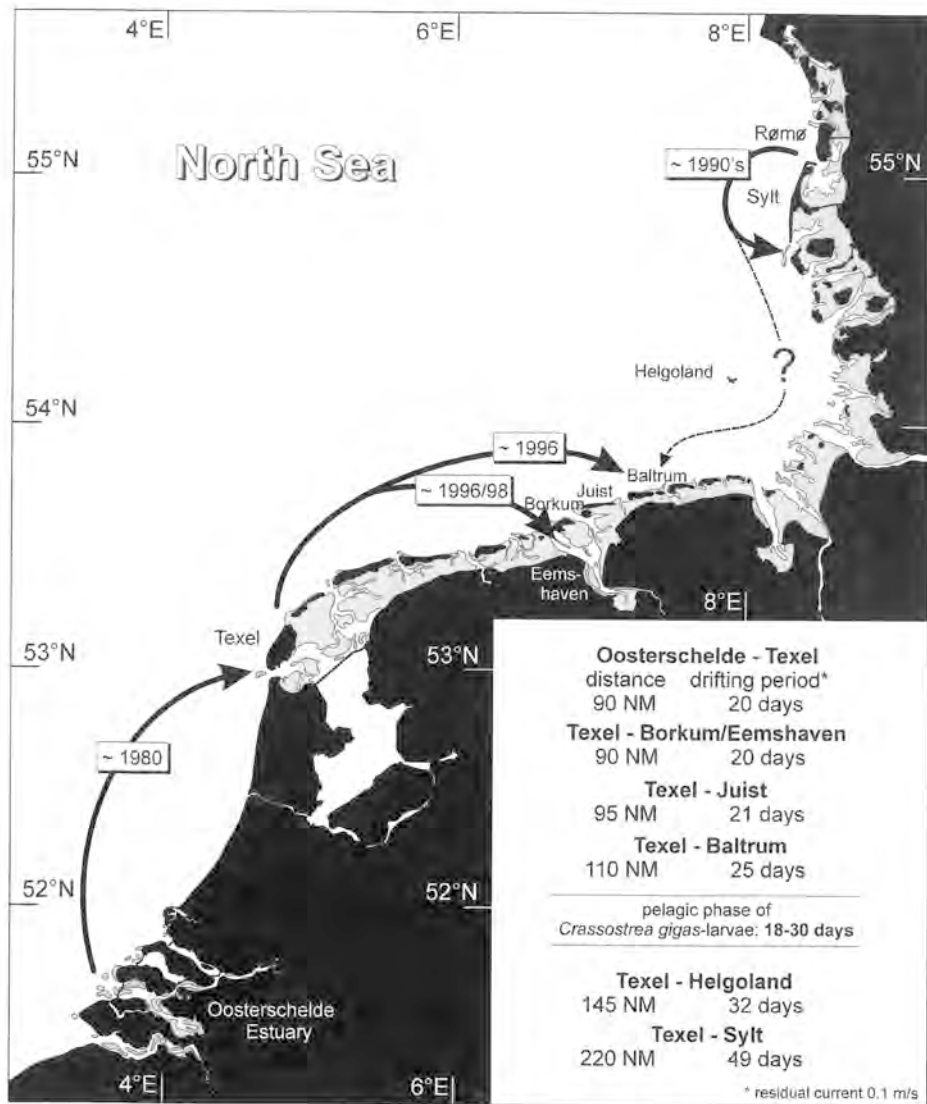 4°E 6°E 8°E
Rømø
55°N North Sea ~ 1990's 55°N
Sylt
?
Helgoland
54°N
~ 1996
Baltrum
~ 1996/98 Juist
Borkum
Eems-
haven
8°E
Texel
53°N 53°N
~ 1980
52°N 52°N
Oosterschelde
Estuary
4°E 6°E
Oosterschelde - Texel
distance drifting period*
90 NM 20 days
Texel - Borkum/Eemshaven
90 NM 20 days
Texel - Juist
95 NM 21 days
Texel - Baltrum
110 NM 25 days
pelagic phase of
Crassostrea gigas-larvae: 18-30 days
Texel - Helgoland
145 NM 32 days
Texel - Sylt
220 NM 49 days
* residual current 0.1 m/s